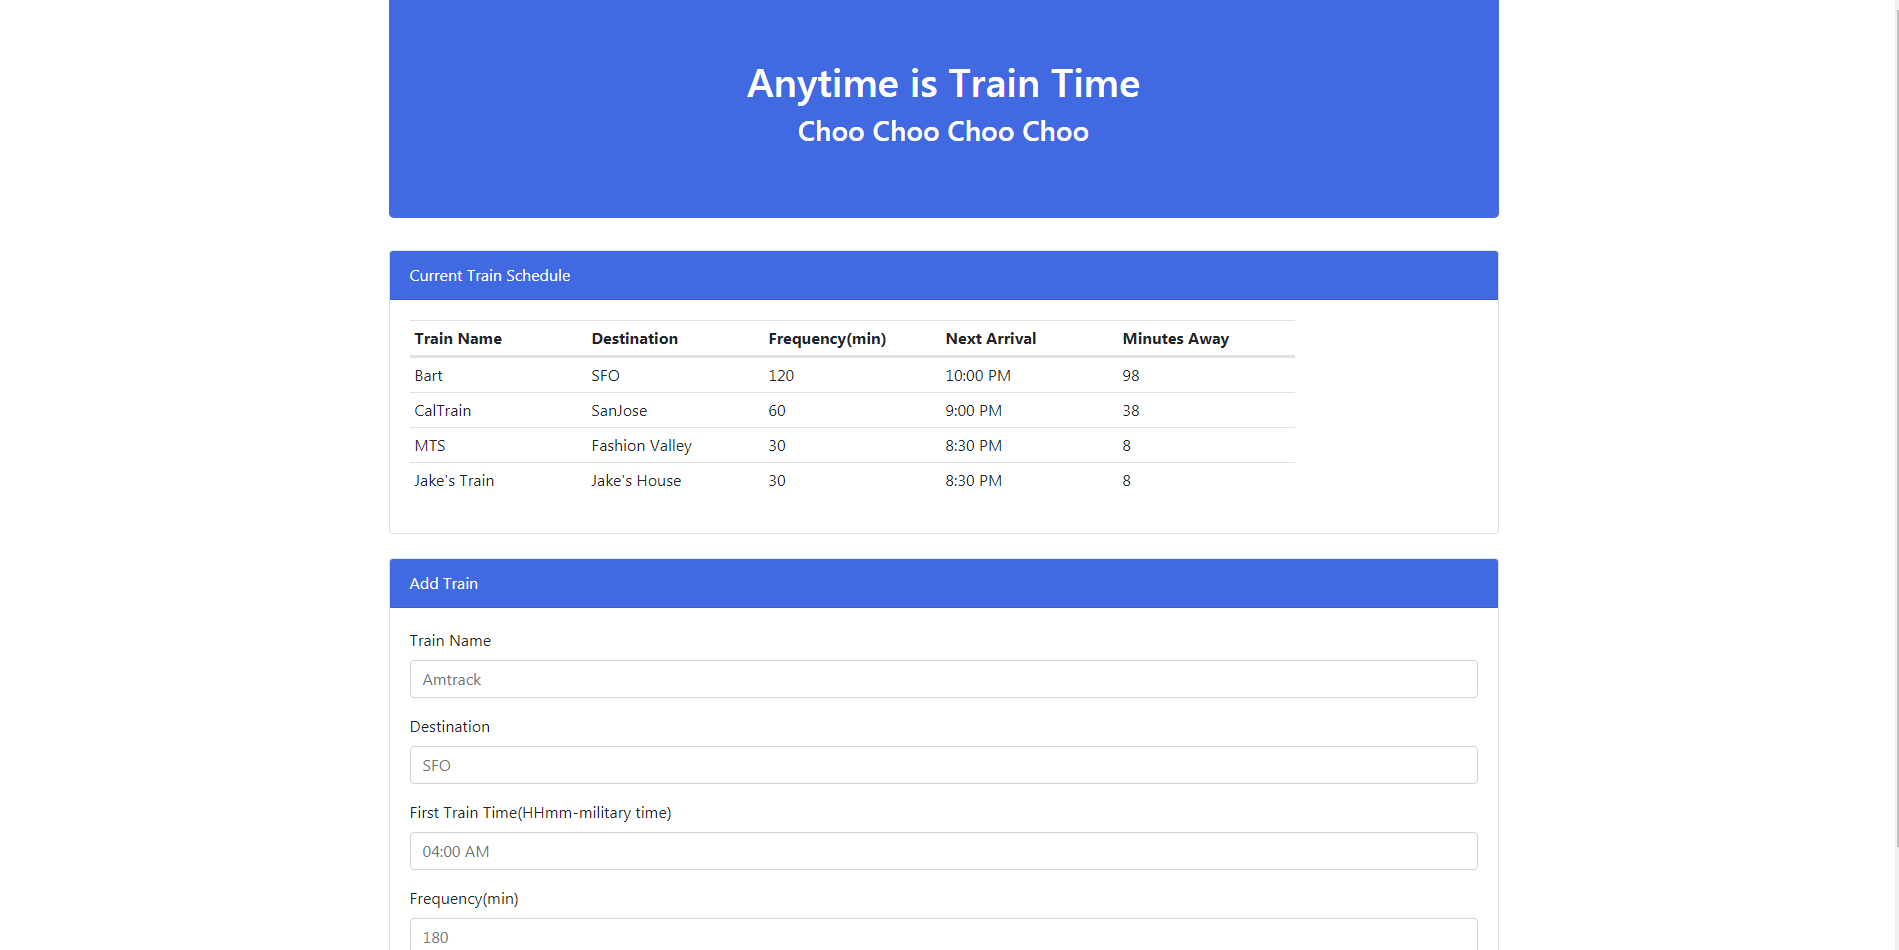 Anytime is Train Time
Choo Choo Choo Choo
Current Train Schedule
Train Name Destination Frequency(min) Next Arrival Minutes Away
Bart SFO 120 10:00 PM 98
CalTrain SanJose 60 9:00 PM 38
MTS Fashion Valley 30 8:30 PM 8
Jake's Train Jake's House 30 8:30 PM 8
Add Train
Train Name
Amtrack
Destination
SFO
First Train Time(HHmm-military time)
04:00 AM
Frequency(min)
180